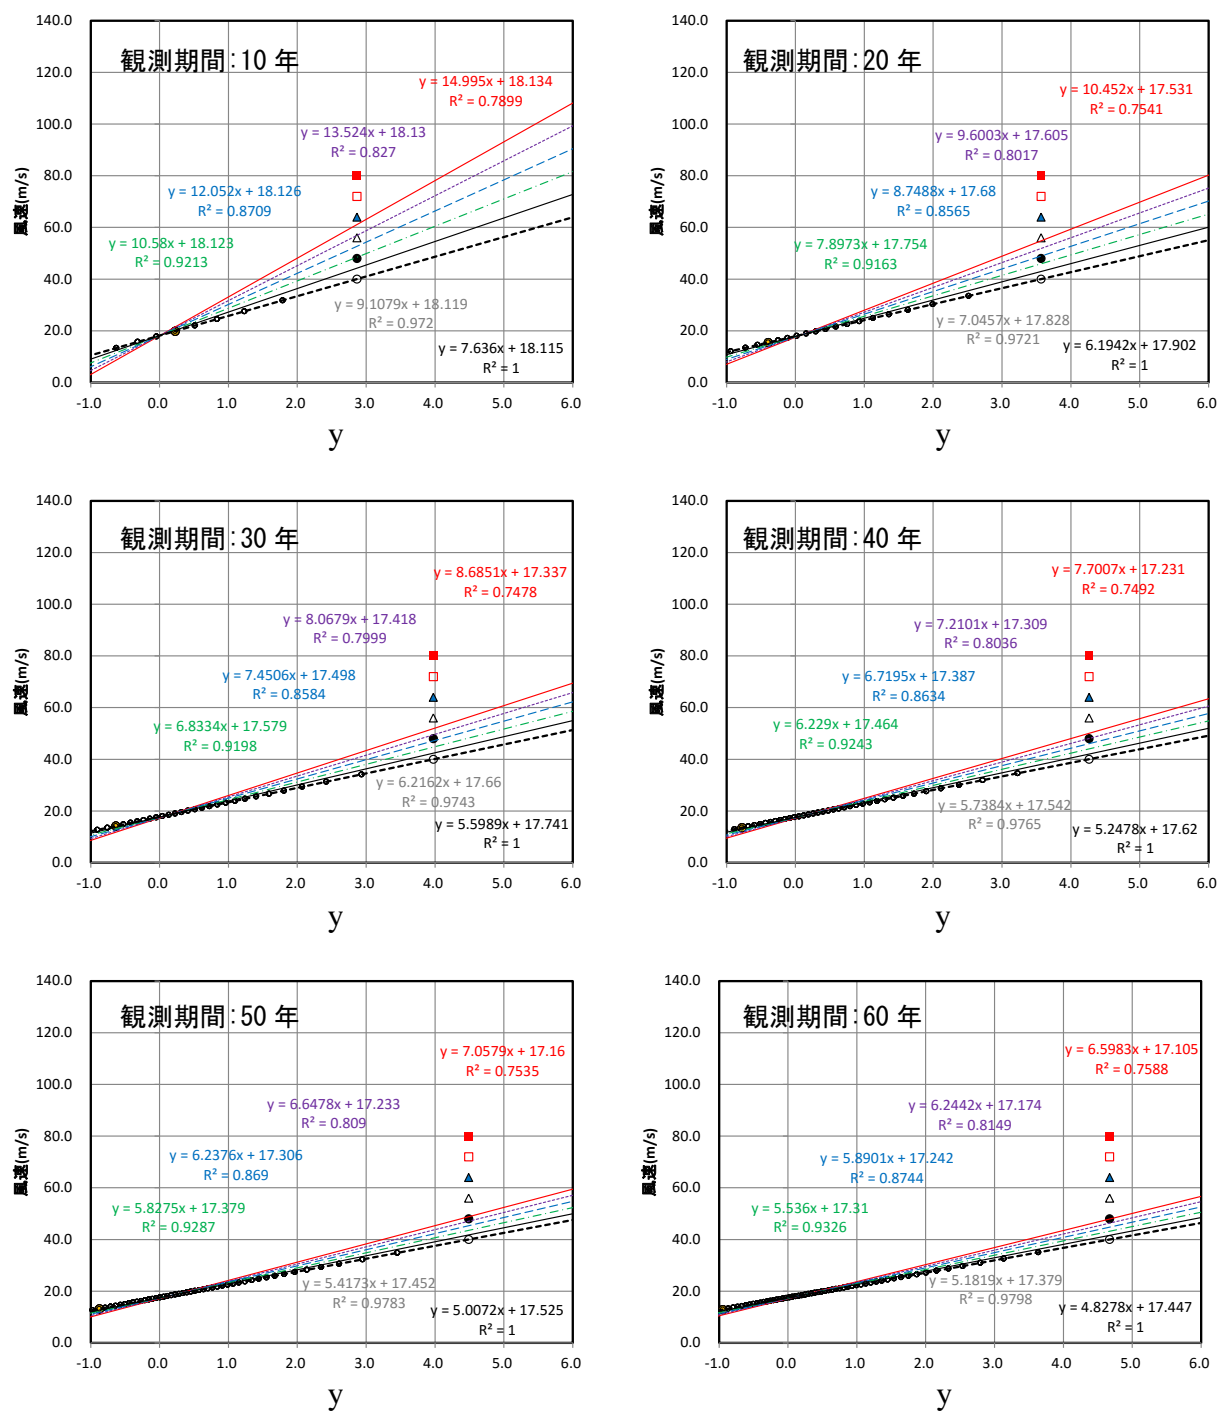 観測期間:10 年
140.0
120.0
100.0
80.0
60.0
40.0
20.0
0.0
風速(m/s)
y = 14.995x + 18.134
R² = 0.7899
y = 13.524x + 18.13
R² = 0.827
y = 12.052x + 18.126
R² = 0.8709
y = 10.58x + 18.123
R² = 0.9213
y = 9.1079x + 18.119
R² = 0.972
y = 7.636x + 18.115
R² = 1
-1.0 0.0 1.0 2.0 3.0 4.0 5.0 6.0
y
観測期間:20 年
140.0
120.0
100.0
80.0
60.0
40.0
20.0
0.0
風速(m/s)
y = 10.452x + 17.531
R² = 0.7541
y = 9.6003x + 17.605
R² = 0.8017
y = 8.7488x + 17.68
R² = 0.8565
y = 7.8973x + 17.754
R² = 0.9163
y = 7.0457x + 17.828
R² = 0.9721
y = 6.1942x + 17.902
R² = 1
-1.0 0.0 1.0 2.0 3.0 4.0 5.0 6.0
y
観測期間:30 年
140.0
120.0
100.0
80.0
60.0
40.0
20.0
0.0
風速(m/s)
y = 8.6851x + 17.337
R² = 0.7478
y = 8.0679x + 17.418
R² = 0.7999
y = 7.4506x + 17.498
R² = 0.8584
y = 6.8334x + 17.579
R² = 0.9198
y = 6.2162x + 17.66
R² = 0.9743
y = 5.5989x + 17.741
R² = 1
-1.0 0.0 1.0 2.0 3.0 4.0 5.0 6.0
y
観測期間:40 年
140.0
120.0
100.0
80.0
60.0
40.0
20.0
0.0
風速(m/s)
y = 7.7007x + 17.231
R² = 0.7492
y = 7.2101x + 17.309
R² = 0.8036
y = 6.7195x + 17.387
R² = 0.8634
y = 6.229x + 17.464
R² = 0.9243
y = 5.7384x + 17.542
R² = 0.9765
y = 5.2478x + 17.62
R² = 1
-1.0 0.0 1.0 2.0 3.0 4.0 5.0 6.0
y
観測期間:50 年
140.0
120.0
100.0
80.0
60.0
40.0
20.0
0.0
風速(m/s)
y = 7.0579x + 17.16
R² = 0.7535
y = 6.6478x + 17.233
R² = 0.809
y = 6.2376x + 17.306
R² = 0.869
y = 5.8275x + 17.379
R² = 0.9287
y = 5.4173x + 17.452
R² = 0.9783
y = 5.0072x + 17.525
R² = 1
-1.0 0.0 1.0 2.0 3.0 4.0 5.0 6.0
y
観測期間:60 年
140.0
120.0
100.0
80.0
60.0
40.0
20.0
0.0
風速(m/s)
y = 6.5983x + 17.105
R² = 0.7588
y = 6.2442x + 17.174
R² = 0.8149
y = 5.8901x + 17.242
R² = 0.8744
y = 5.536x + 17.31
R² = 0.9326
y = 5.1819x + 17.379
R² = 0.9798
y = 4.8278x + 17.447
R² = 1
-1.0 0.0 1.0 2.0 3.0 4.0 5.0 6.0
y